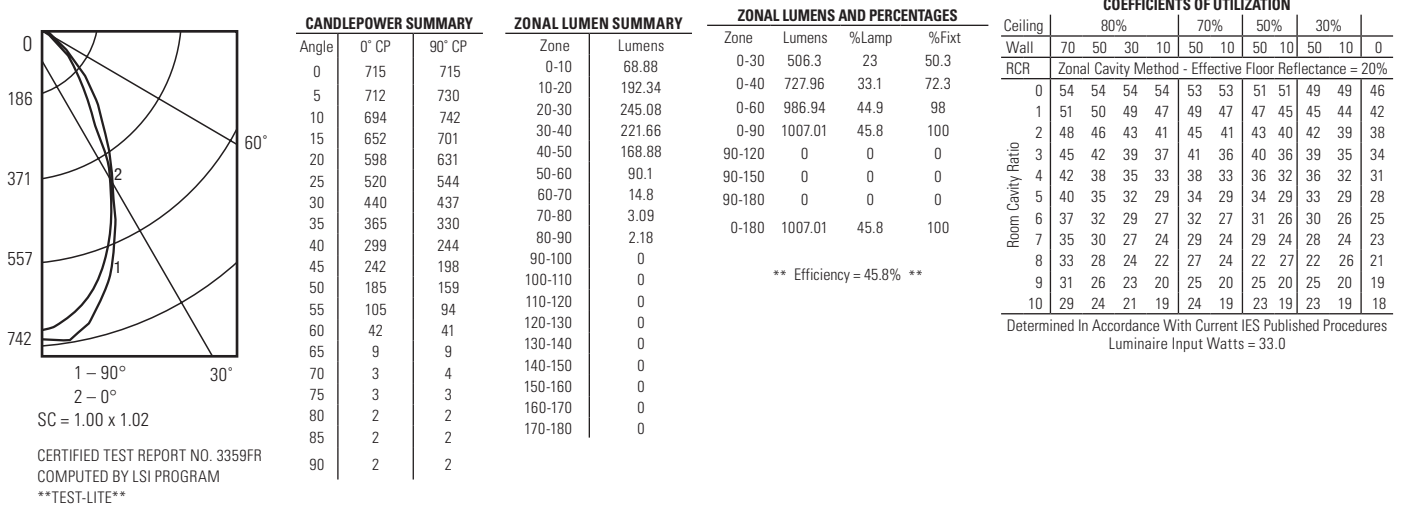 0
186
371
557
742
60°
30°
2
1
1 – 90°
2 – 0°
SC = 1.00 x 1.02
CERTIFIED TEST REPORT NO. 3359FR
COMPUTED BY LSI PROGRAM
**TEST-LITE**
CANDLEPOWER SUMMARY
Angle 0° CP 90° CP
0 715 715
5 712 730
10 694 742
15 652 701
20 598 631
25 520 544
30 440 437
35 365 330
40 299 244
45 242 198
50 185 159
55 105 94
60 42 41
65 9 9
70 3 4
75 3 3
80 2 2
85 2 2
90 2 2
ZONAL LUMEN SUMMARY
Zone Lumens
0-10 68.88
10-20 192.34
20-30 245.08
30-40 221.66
40-50 168.88
50-60 90.1
60-70 14.8
70-80 3.09
80-90 2.18
90-100 0
100-110 0
110-120 0
120-130 0
130-140 0
140-150 0
150-160 0
160-170 0
170-180 0
ZONAL LUMENS AND PERCENTAGES
Zone Lumens %Lamp %Fixt
0-30 506.3 23 50.3
0-40 727.96 33.1 72.3
0-60 986.94 44.9 98
0-90 1007.01 45.8 100
90-120 0 0 0
90-150 0 0 0
90-180 0 0 0
0-180 1007.01 45.8 100
** Efficiency = 45.8% **
COEFFICIENTS OF UTILIZATION
Ceiling 80% 70% 50% 30%
Wall 70 50 30 10 50 10 50 10 50 10 0
RCR Zonal Cavity Method - Effective Floor Reflectance = 20%
Room Cavity Ratio
0 54 54 54 54 53 53 51 51 49 49 46
1 51 50 49 47 49 47 47 45 45 44 42
2 48 46 43 41 45 41 43 40 42 39 38
3 45 42 39 37 41 36 40 36 39 35 34
4 42 38 35 33 38 33 36 32 36 32 31
5 40 35 32 29 34 29 34 29 33 29 28
6 37 32 29 27 32 27 31 26 30 26 25
7 35 30 27 24 29 24 29 24 28 24 23
8 33 28 24 22 27 24 22 27 22 26 21
9 31 26 23 20 25 20 25 20 25 20 19
10 29 24 21 19 24 19 23 19 23 19 18
Determined In Accordance With Current IES Published Procedures
Luminaire Input Watts = 33.0